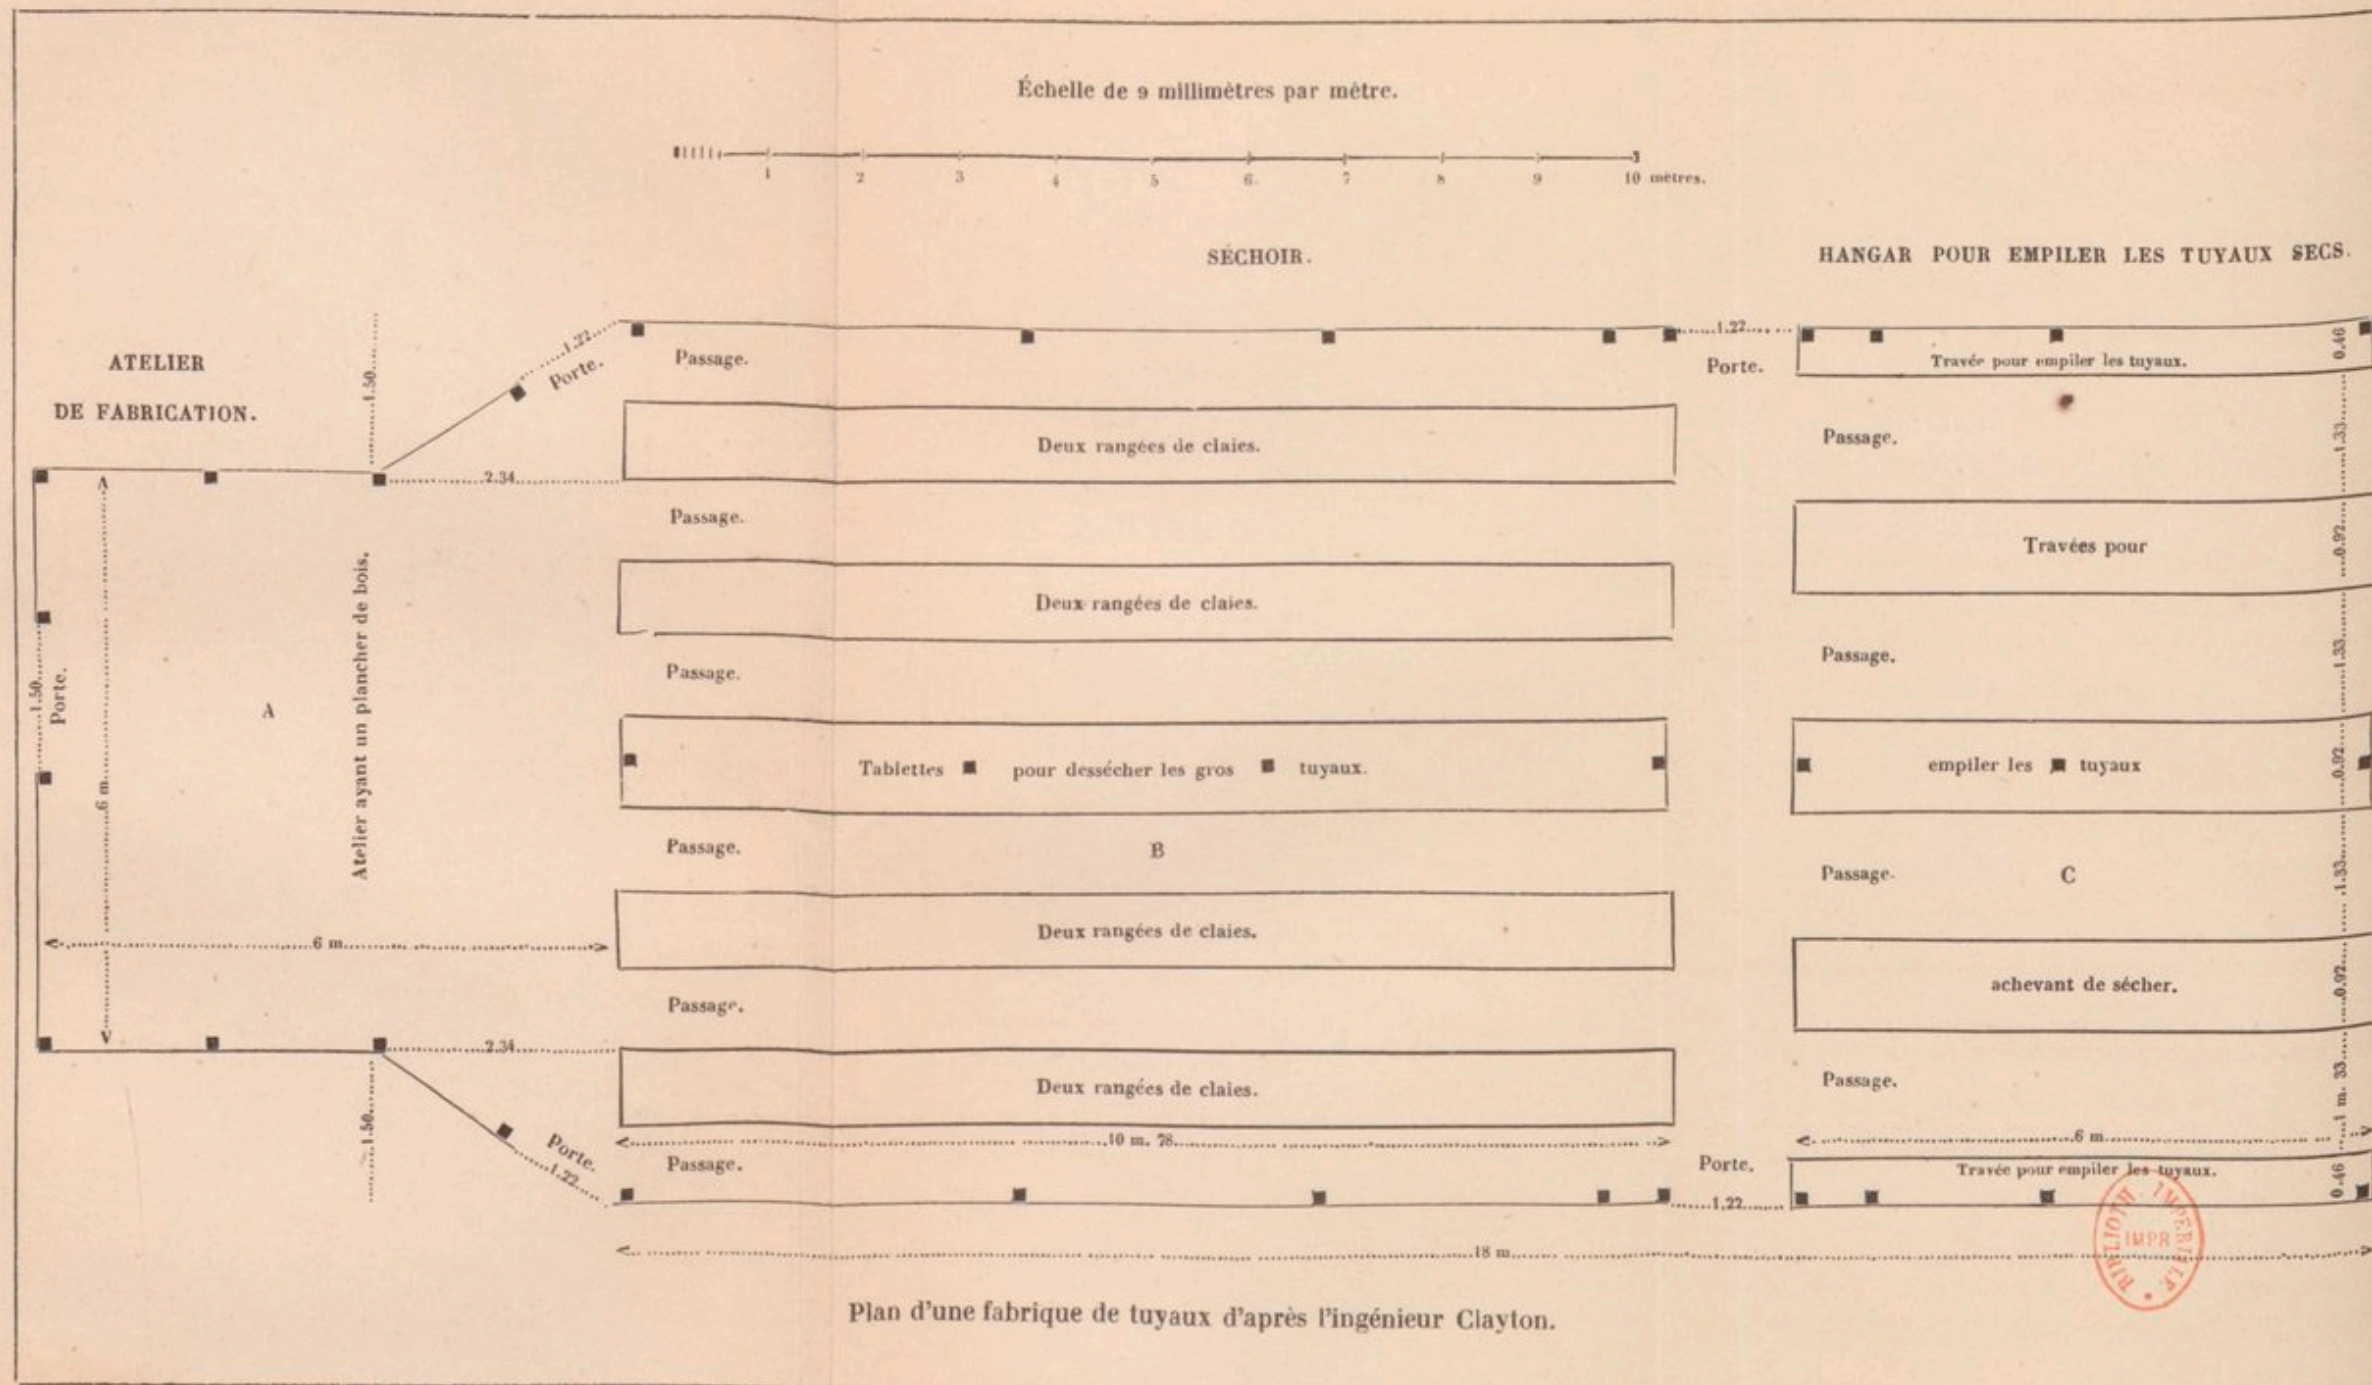 Échelle de 9 millimètres par mètre.
1 2 3 4 5 6 7 8 9 10 mètres.
SÉCHOIR.
HANGAR POUR EMPILER LES TUYAUX SECS.
ATELIER
DE FABRICATION.
1.50
1.22
Porte.
2.34
Passage.
Deux rangées de claies.
Passage.
Deux rangées de claies.
Passage.
Tablettes pour dessécher les gros tuyaux.
Passage.
B
Deux rangées de claies.
Passage.
Deux rangées de claies.
10 m. 78
Passage.
1.50
Porte.
6 m
A
Atelier ayant un plancher de bois.
6 m
2.34
1.50
Porte.
1.22
1.22
Porte.
Porte.
1.22
Travée pour empiler les tuyaux.
0.46
Passage.
1.33
Travées pour
0.92
Passage.
1.33
empiler les tuyaux
0.92
Passage.
C
1.33
achevant de sécher.
0.92
Passage.
1 m. 33
6 m
Travée pour empiler les tuyaux.
0.46
18 m
BIBLIOTH. IMPERIALE
IMPR
Plan d'une fabrique de tuyaux d'après l'ingénieur Clayton.